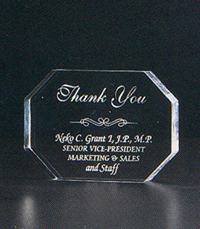 Thank You
Neko C. Grant I, J.P., M.P.
SENIOR VICE-PRESIDENT
MARKETING & SALES
and Staff